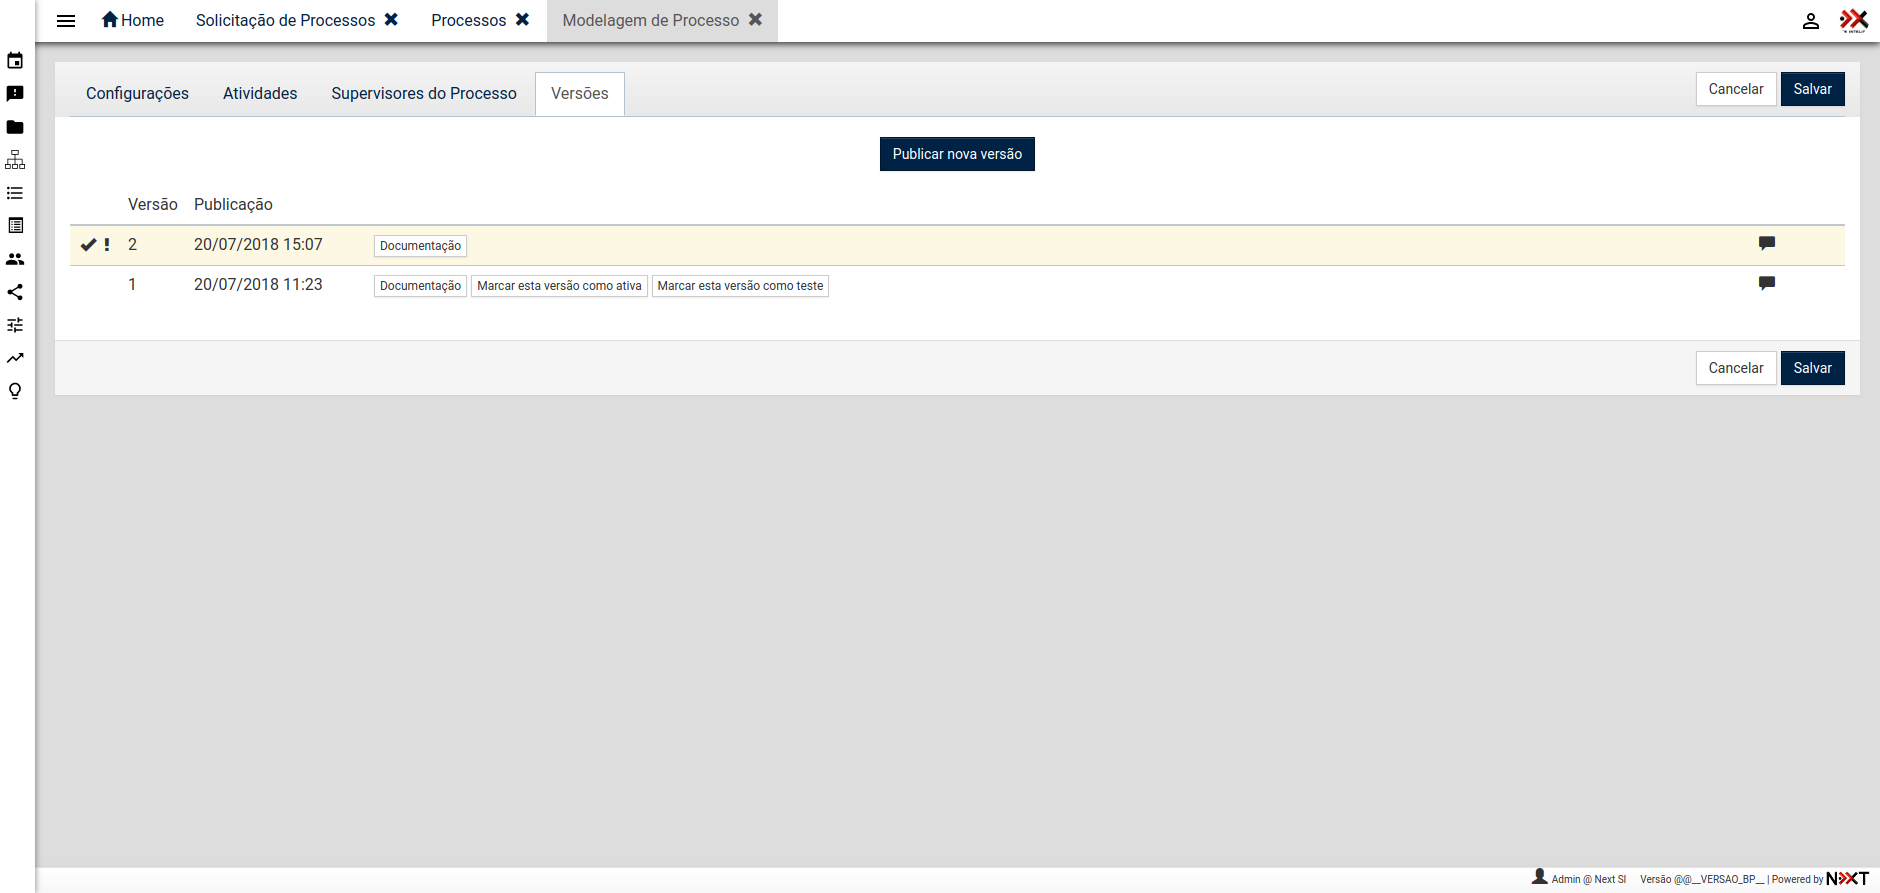 Home Solicitação de Processos Processos Modelagem de Processo
Configurações Atividades Supervisores do Processo Versões Cancelar Salvar
Publicar nova versão
Versão Publicação
2 20/07/2018 15:07 Documentação
1 20/07/2018 11:23 Documentação Marcar esta versão como ativa Marcar esta versão como teste
Cancelar Salvar
Admin @ Next SI Versão @@__VERSAO_BP__ | Powered by NEXT